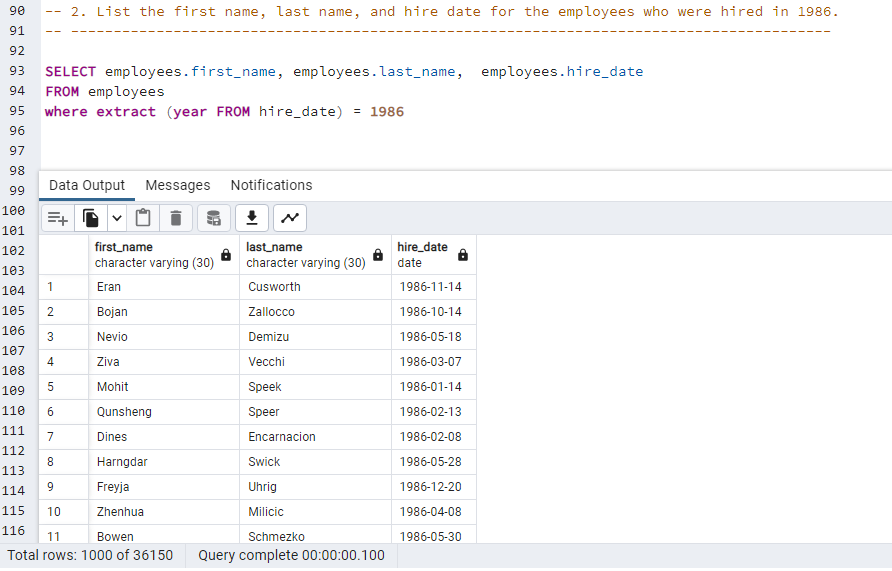 90 -- 2. List the first name, last name, and hire date for the employees who were hired in 1986.
91 -- ---------------------------------------------------------------------------------------
92
93 SELECT employees.first_name, employees.last_name,  employees.hire_date
94 FROM employees
95 where extract (year FROM hire_date) = 1986
96
97
98
99
100
101
102
103
104
105
106
107
108
109
110
111
112
113
114
115
116
Data Output Messages Notifications
first_name last_name hire_date
character varying (30) character varying (30) date
1 Eran Cusworth 1986-11-14
2 Bojan Zallocco 1986-10-14
3 Nevio Demizu 1986-05-18
4 Ziva Vecchi 1986-03-07
5 Mohit Speek 1986-01-14
6 Qunsheng Speer 1986-02-13
7 Dines Encarnacion 1986-02-08
8 Harngdar Swick 1986-05-28
9 Freyja Uhrig 1986-12-20
10 Zhenhua Milicic 1986-04-08
11 Bowen Schmezko 1986-05-30
Total rows: 1000 of 36150 Query complete 00:00:00.100